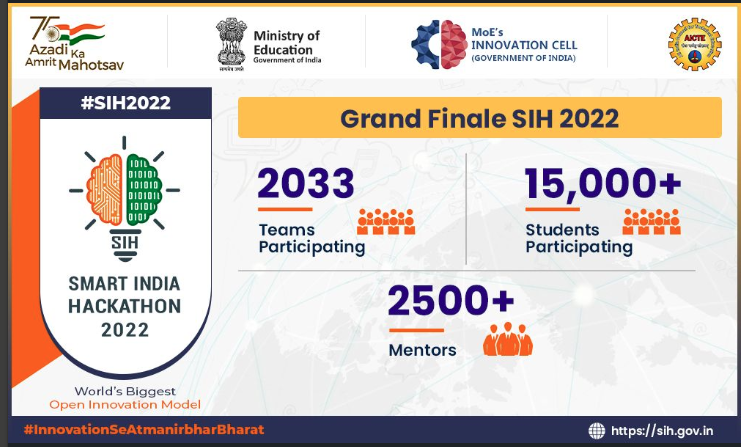 75
Azadi Ka
Amrit Mahotsav
Ministry of
Education
Government of India
MoE's
INNOVATION CELL
(GOVERNMENT OF INDIA)
AICTE
#SIH2022
SIH
SMART INDIA
HACKATHON
2022
World's Biggest
Open Innovation Model
Grand Finale SIH 2022
2033
Teams
Participating
15,000+
Students
Participating
2500+
Mentors
#InnovationSeAtmanirbharBharat
https://sih.gov.in